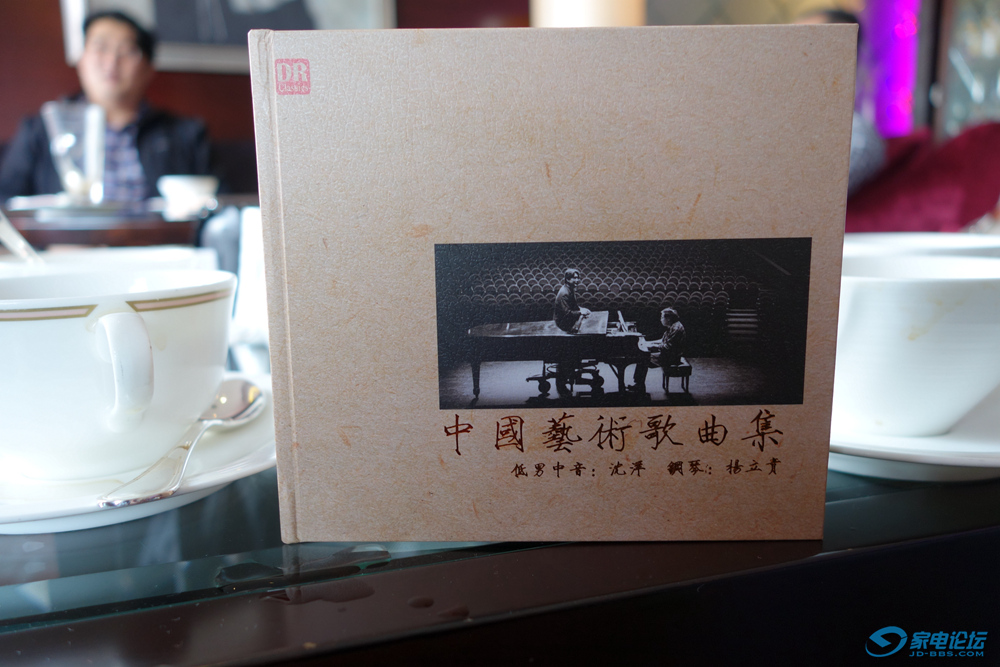 DR
Classics
中國藝術歌曲集
低男中音：沈洋 鋼琴：楊立青
家电论坛
JD-BBS.COM